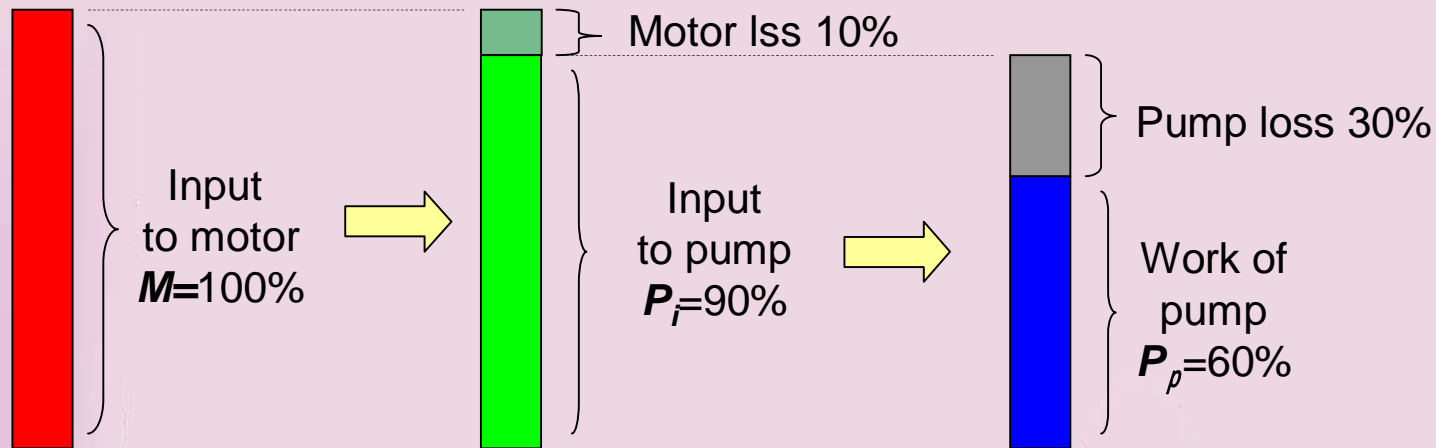 Motor lss 10%
Pump loss 30%
Input
to motor
M=100%
Input
to pump
Pi=90%
Work of
pump
Pp=60%